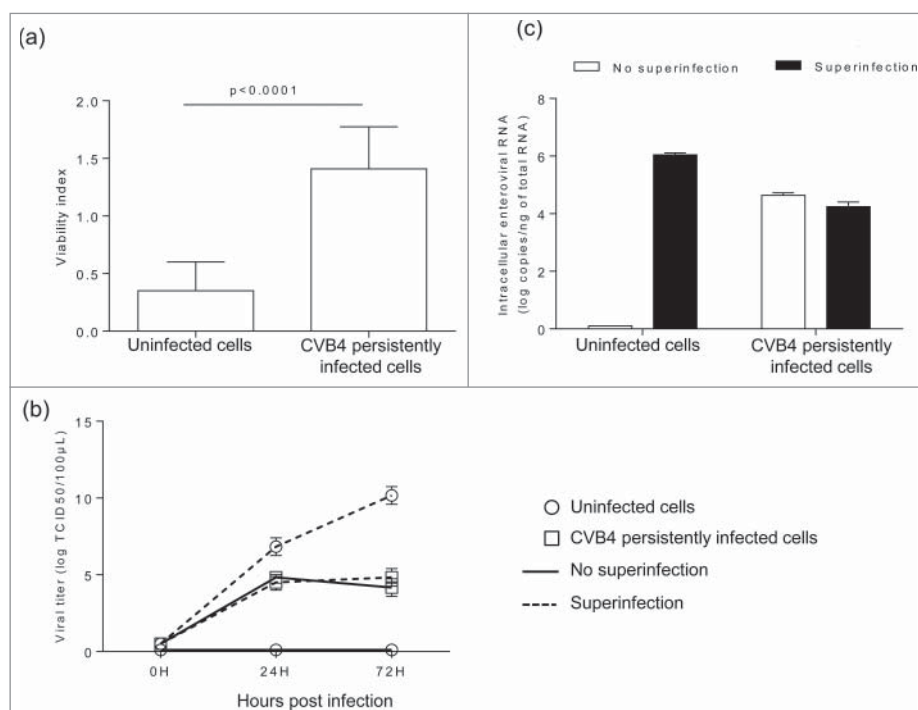 (a)
p<0.0001
Viability index
2.0
1.5
1.0
0.5
0.0
Uninfected cells
CVB4 persistently
infected cells
(c)
No superinfection
Superinfection
Intracellular enteroviral RNA
(log copies/ng of total RNA)
8
6
4
2
0
Uninfected cells
CVB4 persistently
infected cells
(b)
Viral titer (log TCID50/100µL)
15
10
5
0
0H
24H
72H
Hours post infection
Uninfected cells
CVB4 persistently infected cells
No superinfection
Superinfection